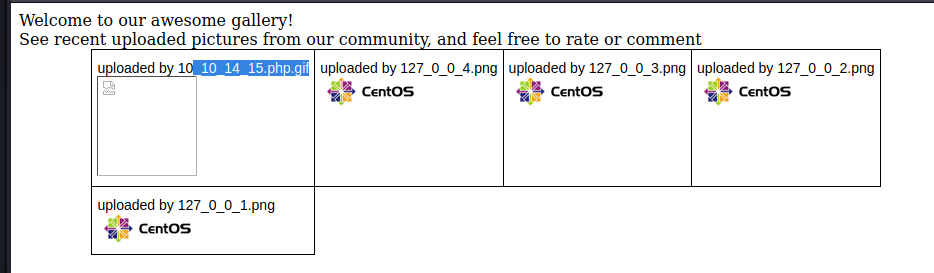 Welcome to our awesome gallery!
See recent uploaded pictures from our community, and feel free to rate or comment
uploaded by 10_10_14_15.php.gif
uploaded by 127_0_0_4.png
uploaded by 127_0_0_3.png
uploaded by 127_0_0_2.png
CentOS
CentOS
CentOS
uploaded by 127_0_0_1.png
CentOS